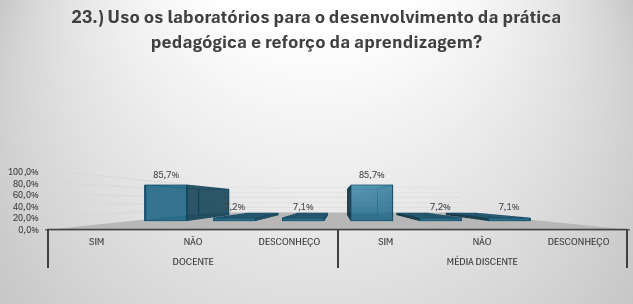 23.) Uso os laboratórios para o desenvolvimento da prática
pedagógica e reforço da aprendizagem?
100,0%
80,0%
60,0%
40,0%
20,0%
0,0%
85,7%
,2%
7,1%
85,7%
7,2%
7,1%
SIM
NÃO
DESCONHEÇO
SIM
NÃO
DESCONHEÇO
DOCENTE
MÉDIA DISCENTE